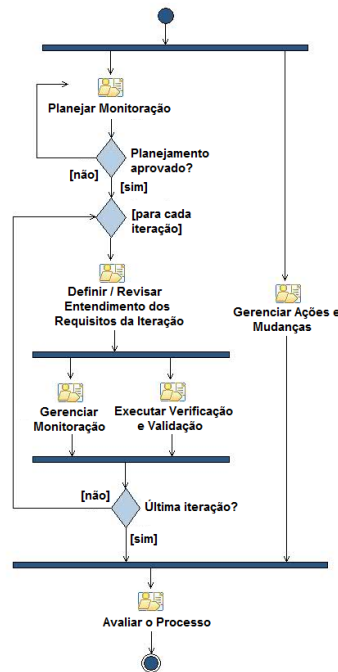 Planejar Monitoração
Planejamento
aprovado?
[não]
[sim]
[para cada
iteração]
Definir / Revisar
Entendimento dos
Requisitos da Iteração
Gerenciar Ações e
Mudanças
Gerenciar
Monitoração
Executar Verificação
e Validação
[não]
Última iteração?
[sim]
Avaliar o Processo